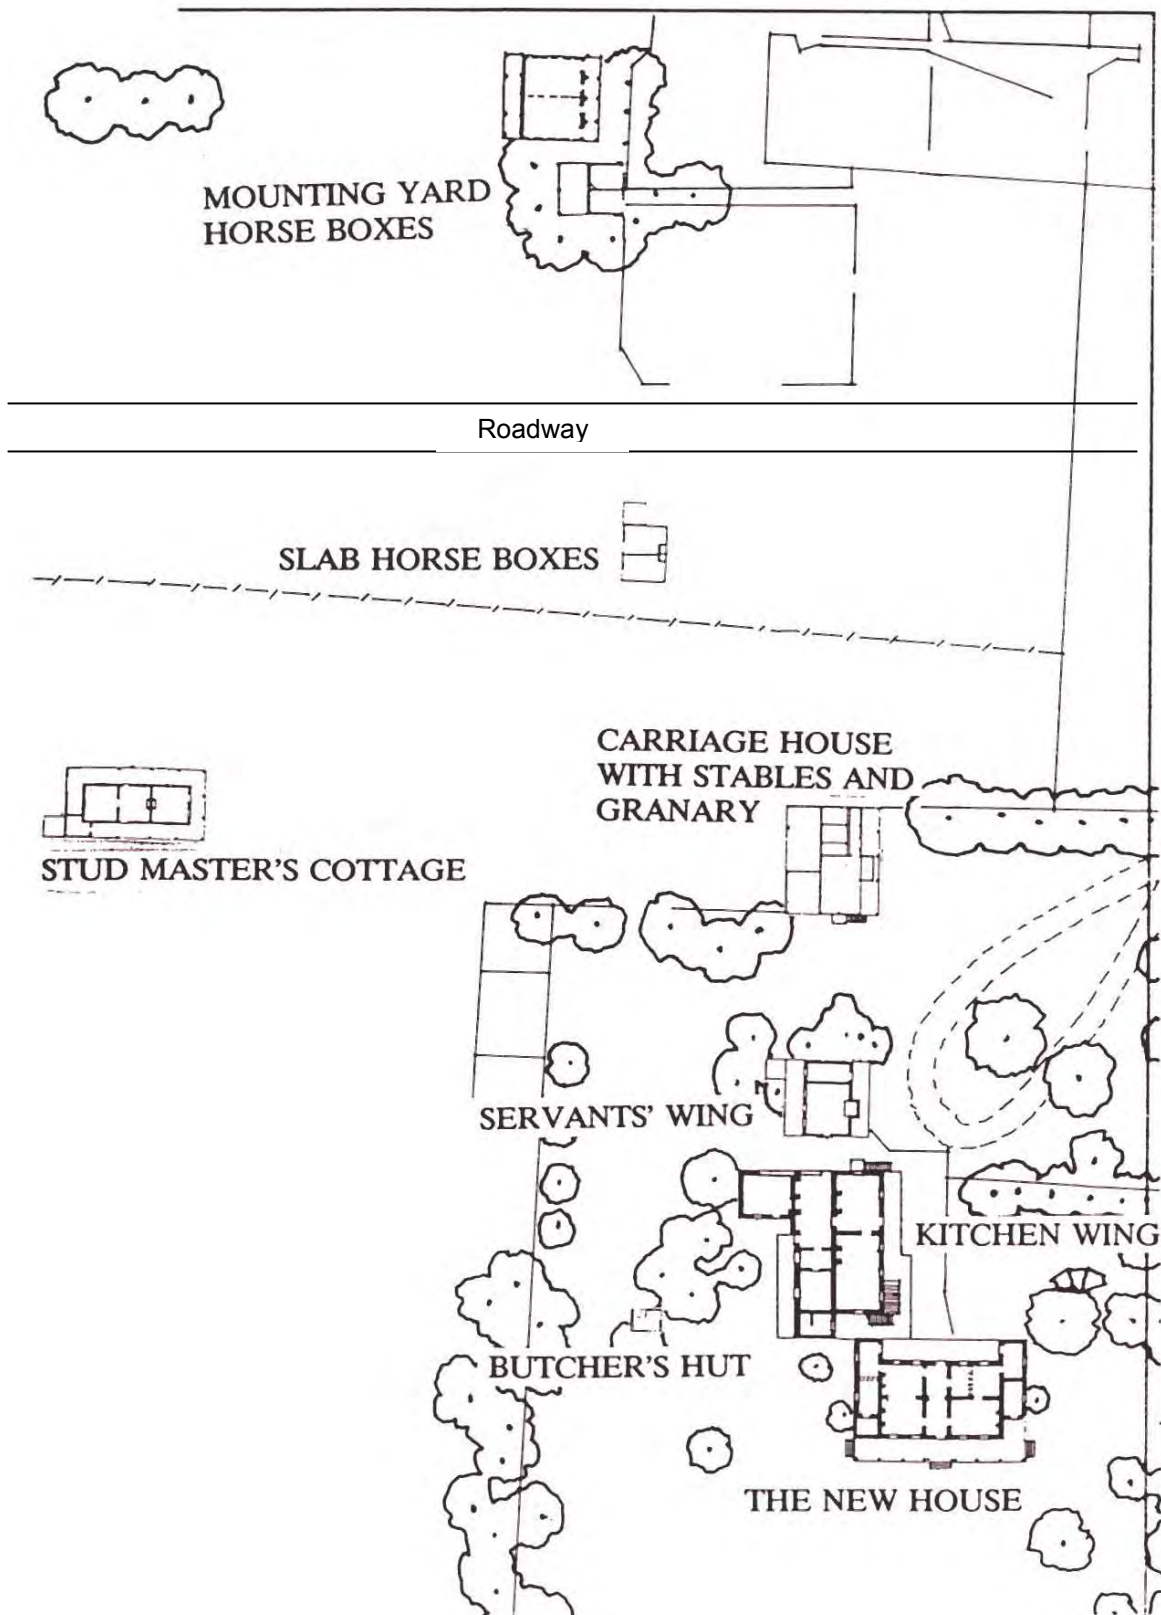 MOUNTING YARD
HORSE BOXES
Roadway
SLAB HORSE BOXES
CARRIAGE HOUSE
WITH STABLES AND
GRANARY
STUD MASTER'S COTTAGE
SERVANTS' WING
KITCHEN WING
BUTCHER'S HUT
THE NEW HOUSE